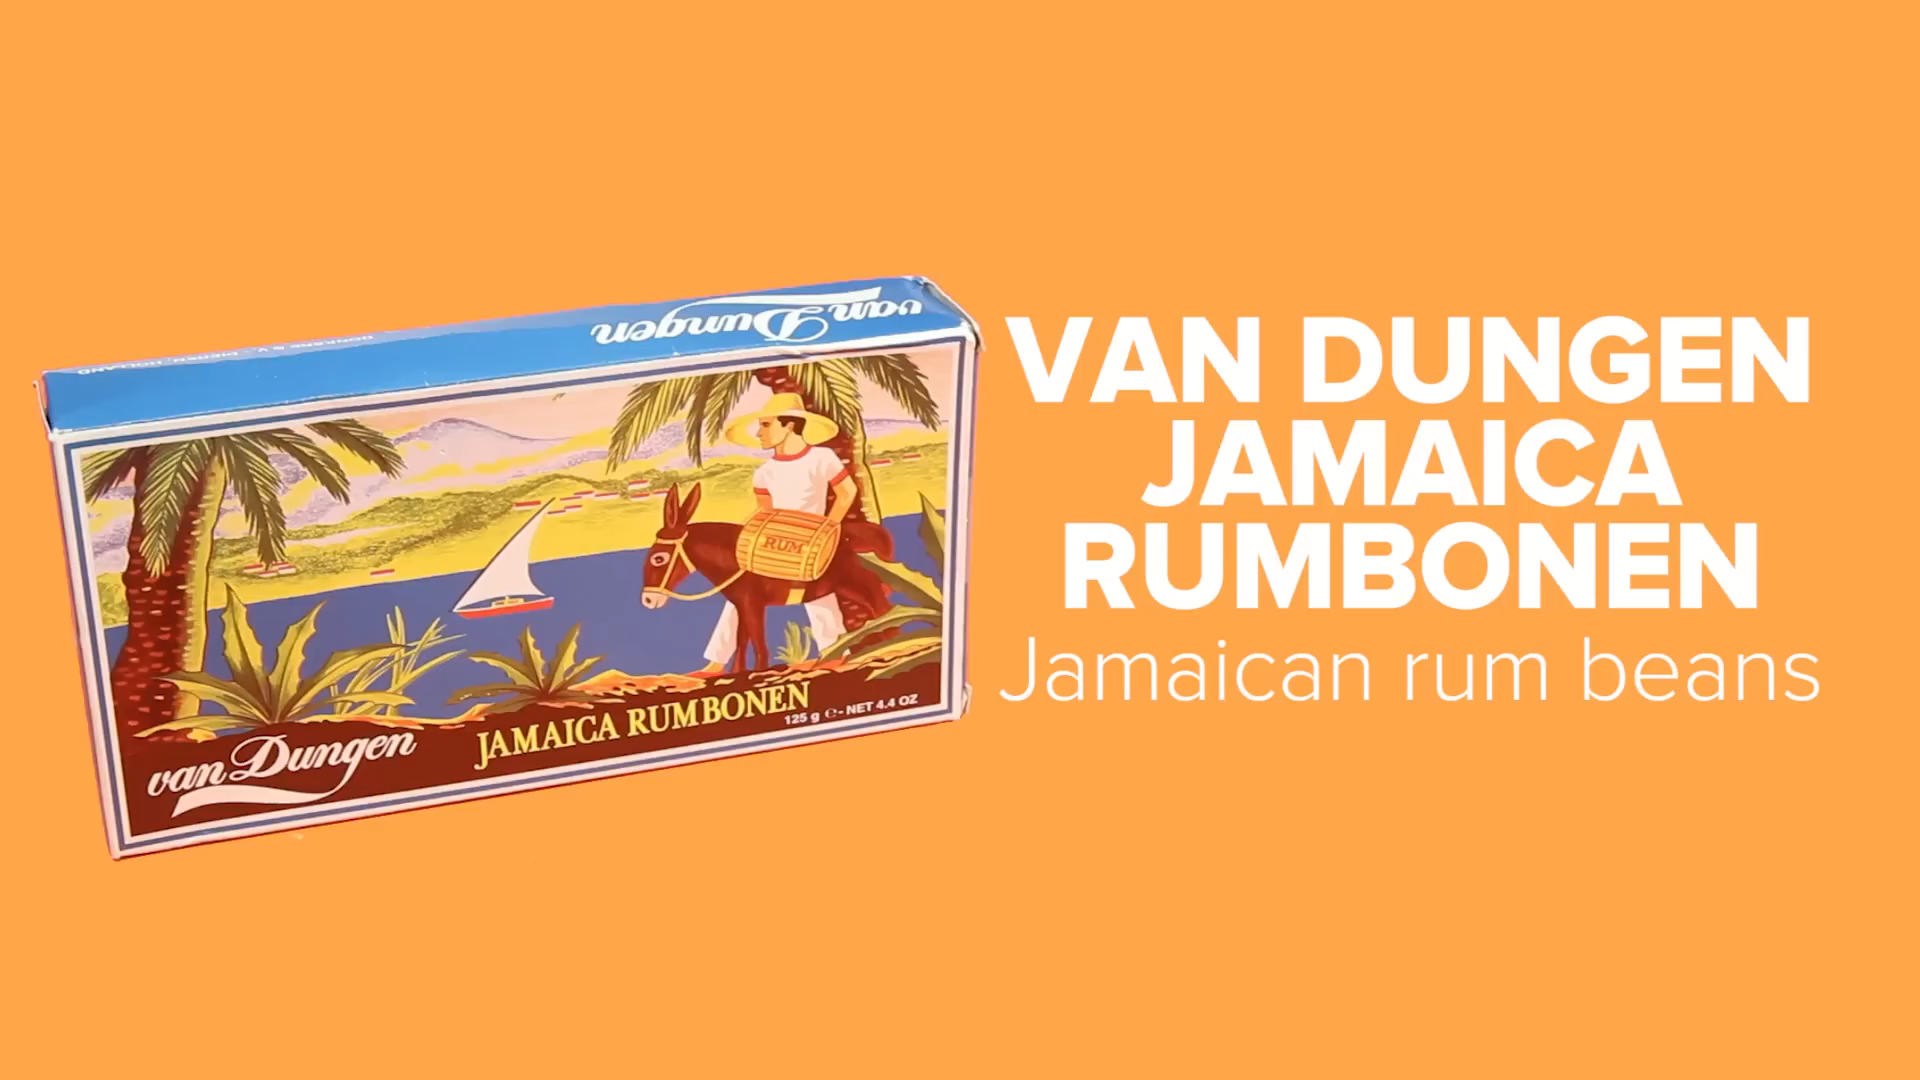 van Dungen
RUM
JAMAICA RUMBONEN
125 g ℮ - NET 4.4 OZ
van Dungen
VAN DUNGEN
JAMAICA
RUMBONEN
Jamaican rum beans